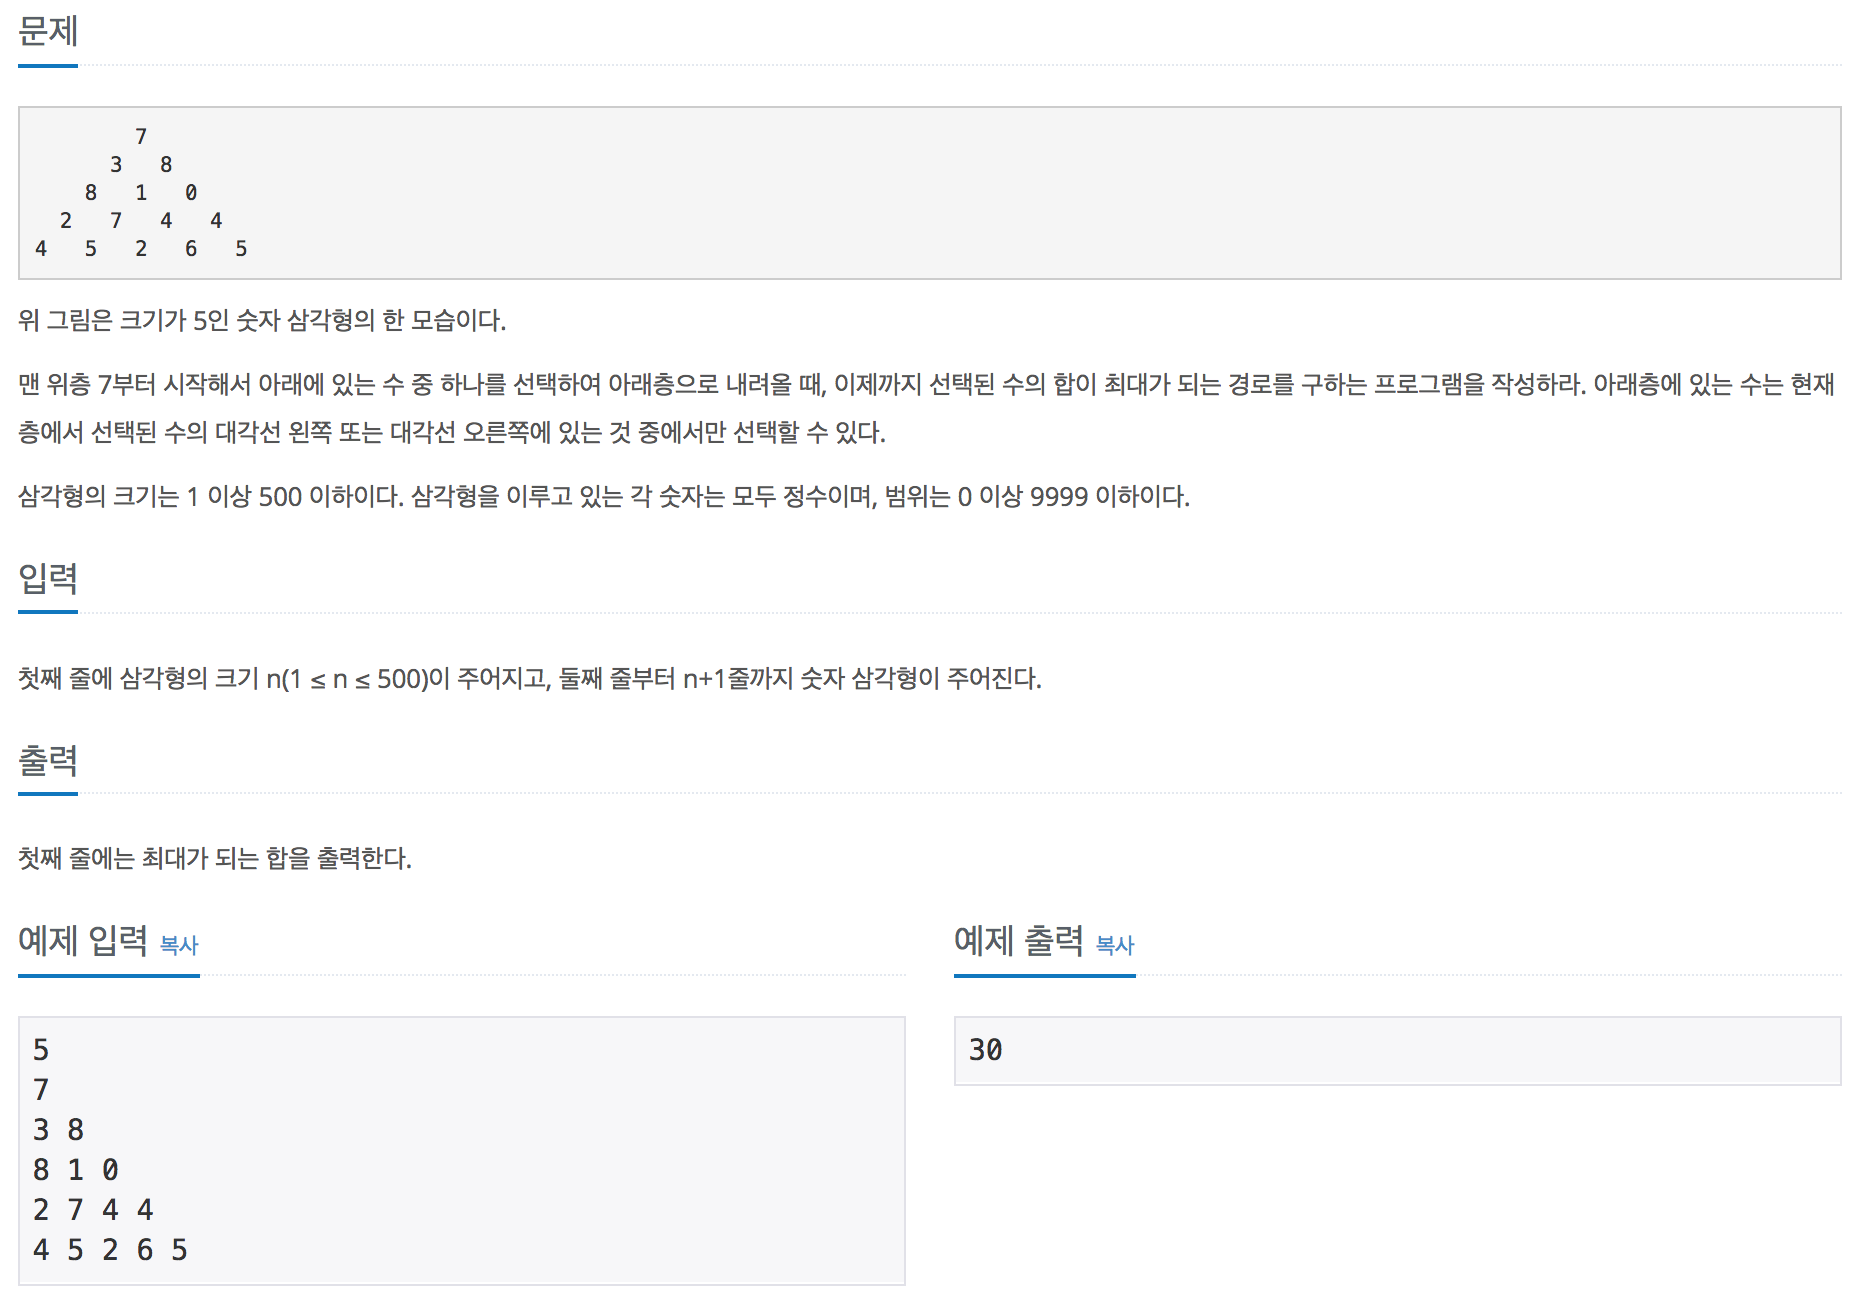 문제
7
3 8
8 1 0
2 7 4 4
4 5 2 6 5
위 그림은 크기가 5인 숫자 삼각형의 한 모습이다.
맨 위층 7부터 시작해서 아래에 있는 수 중 하나를 선택하여 아래층으로 내려올 때, 이제까지 선택된 수의 합이 최대가 되는 경로를 구하는 프로그램을 작성하라. 아래층에 있는 수는 현재
층에서 선택된 수의 대각선 왼쪽 또는 대각선 오른쪽에 있는 것 중에서만 선택할 수 있다.
삼각형의 크기는 1 이상 500 이하이다. 삼각형을 이루고 있는 각 숫자는 모두 정수이며, 범위는 0 이상 9999 이하이다.
입력
첫째 줄에 삼각형의 크기 n(1 ≤ n ≤ 500)이 주어지고, 둘째 줄부터 n+1줄까지 숫자 삼각형이 주어진다.
출력
첫째 줄에는 최대가 되는 합을 출력한다.
예제 입력 복사
5
7
3 8
8 1 0
2 7 4 4
4 5 2 6 5
예제 출력 복사
30